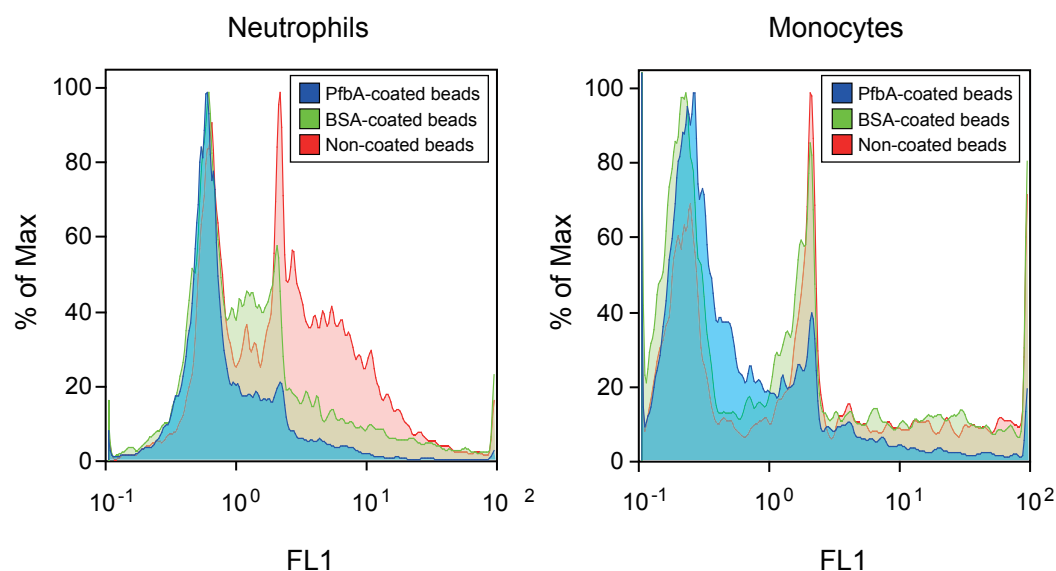 Neutrophils
% of Max
100
80
60
40
20
0
PfbA-coated beads
BSA-coated beads
Non-coated beads
10-1
100
101
10 2
FL1
Monocytes
% of Max
100
80
60
40
20
0
PfbA-coated beads
BSA-coated beads
Non-coated beads
10-1
100
101
102
FL1